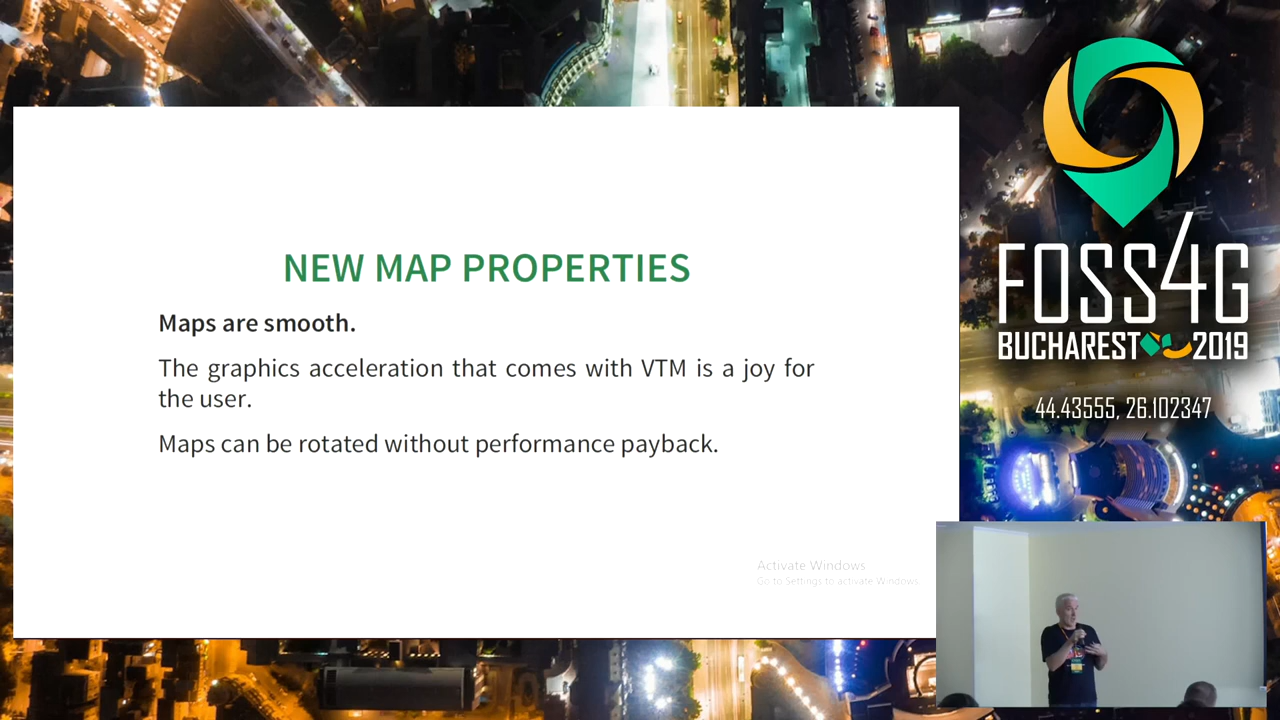 NEW MAP PROPERTIES
Maps are smooth.
The graphics acceleration that comes with VTM is a joy for
the user.
Maps can be rotated without performance payback.
Activate Windows
Go to Settings to activate Windows.
FOSS4G
BUCHAREST 2019
44.43555, 26.102347